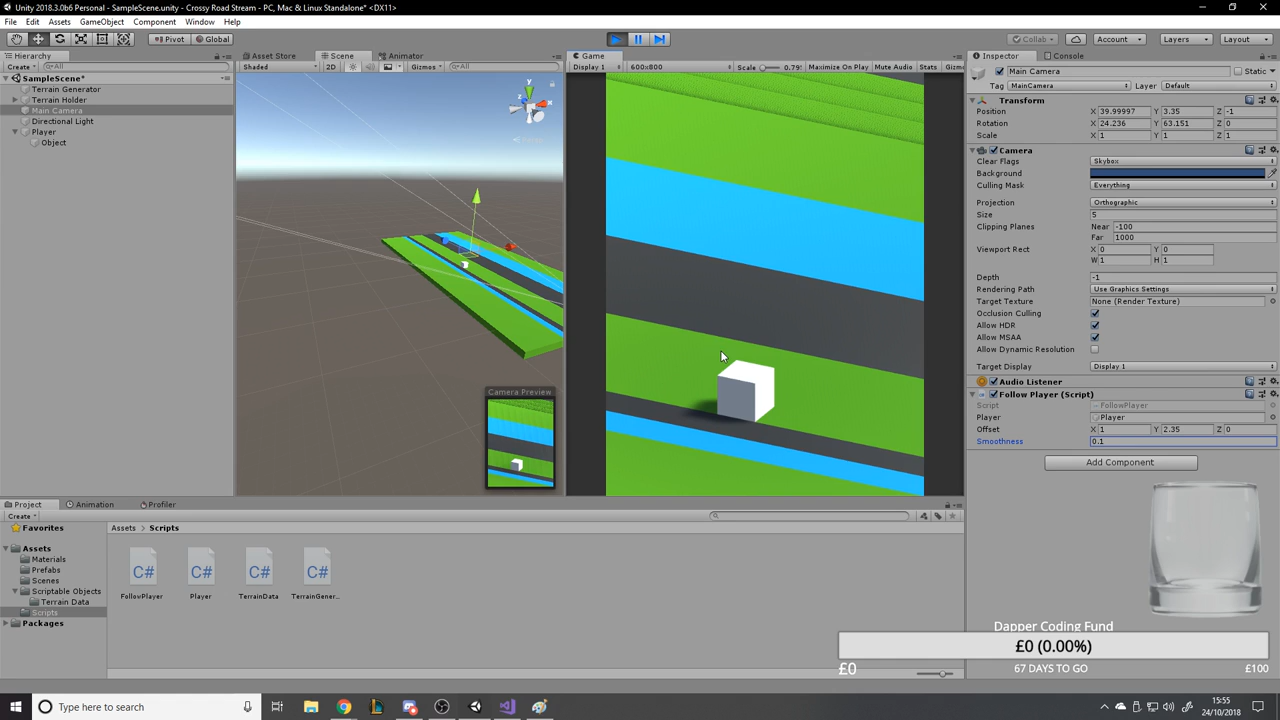 Unity 2018.3.0b6 Personal - SampleScene.unity - Crossy Road Stream - PC, Mac & Linux Standalone* <DX11>
File Edit Assets GameObject Component Window Help
Pivot Global Collab Account Layers Layout
Hierarchy Asset Store Scene Animator Game Inspector Console
Create All Shaded 2D Gizmos All Display 1 600x800 Scale 0.79 Maximize On Play Mute Audio Stats
SampleScene*
Terrain Generator
Terrain Holder
Main Camera
Directional Light
Player
Object
y
x
Persp
Camera Preview
Main Camera Static
Tag MainCamera Layer Default
Transform
Position X 39.99997 Y 3.35 Z -1
Rotation X 24.236 Y 63.151 Z 0
Scale X 1 Y 1 Z 1
Camera
Clear Flags Skybox
Background
Culling Mask Everything
Projection Orthographic
Size 5
Clipping Planes Near -100
Far 1000
Viewport Rect X 0 Y 0
W 1 H 1
Depth -1
Rendering Path Use Graphics Settings
Target Texture None (Render Texture)
Occlusion Culling
Allow HDR
Allow MSAA
Allow Dynamic Resolution
Target Display Display 1
Audio Listener
Follow Player (Script)
Script FollowPlayer
Player Player
Offset X 1 Y 2.35 Z 0
Smoothness 0.1
Add Component
Project Animation Profiler
Create
Favorites
Assets
Materials
Prefabs
Scenes
Scriptable Objects
Terrain Data
Scripts
Packages
Assets > Scripts
C# C# C# C#
FollowPlayer Player TerrainData TerrainGener...
Dapper Coding Fund
£0 (0.00%)
£0 67 DAYS TO GO £100
Type here to search
15:55
24/10/2018